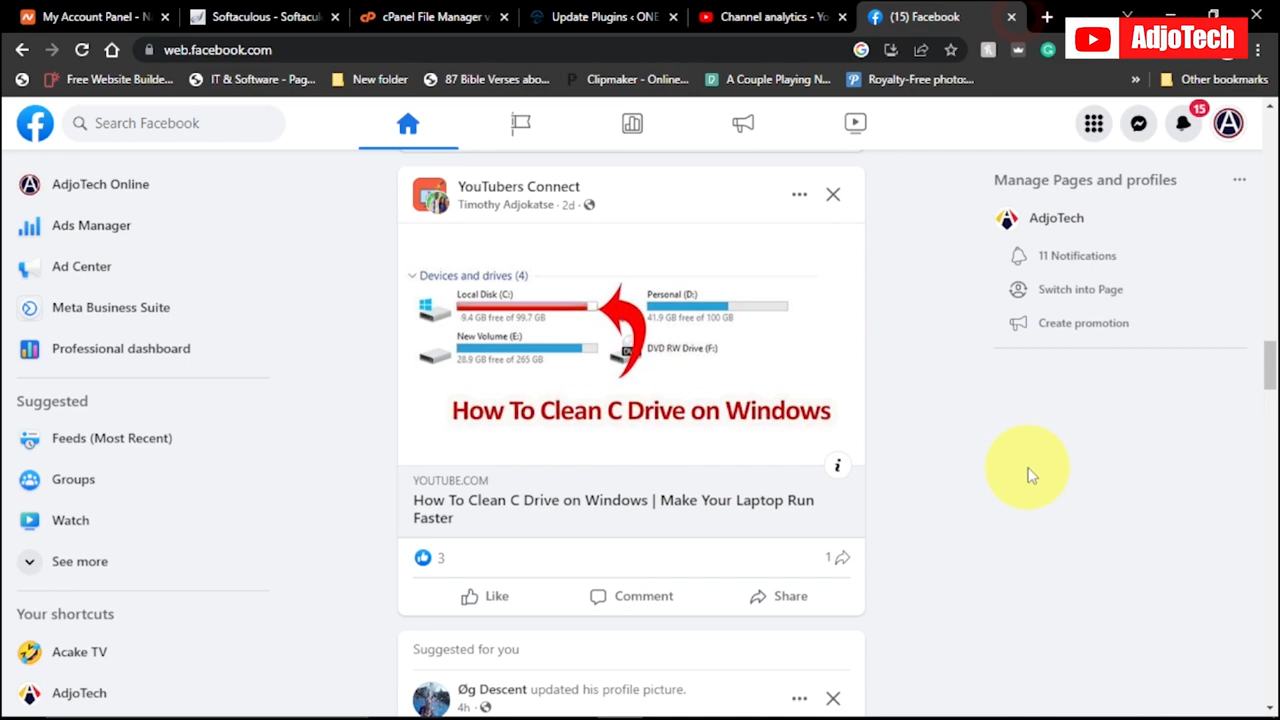 My Account Panel - N
Softaculous - Softacul
cPanel File Manager v
Update Plugins ‹ ONE
Channel analytics - Yo
(15) Facebook
AdjoTech
web.facebook.com
Free Website Builde...
IT & Software - Pag...
New folder
87 Bible Verses abo...
Clipmaker - Online...
A Couple Playing N...
Royalty-Free photo:...
»
Other bookmarks
Search Facebook
15
AdjoTech Online
Ads Manager
Ad Center
Meta Business Suite
Professional dashboard
Suggested
Feeds (Most Recent)
Groups
Watch
See more
Your shortcuts
Acake TV
AdjoTech
YouTubers Connect
Timothy Adjokatse · 2d ·
Devices and drives (4)
Local Disk (C:)
9.4 GB free of 99.7 GB
Personal (D:)
41.9 GB free of 100 GB
New Volume (E:)
28.9 GB free of 265 GB
DVD RW Drive (F:)
How To Clean C Drive on Windows
i
YOUTUBE.COM
How To Clean C Drive on Windows | Make Your Laptop Run
Faster
3
1
Like
Comment
Share
Suggested for you
Øg Descent updated his profile picture.
4h ·
Manage Pages and profiles
AdjoTech
11 Notifications
Switch into Page
Create promotion